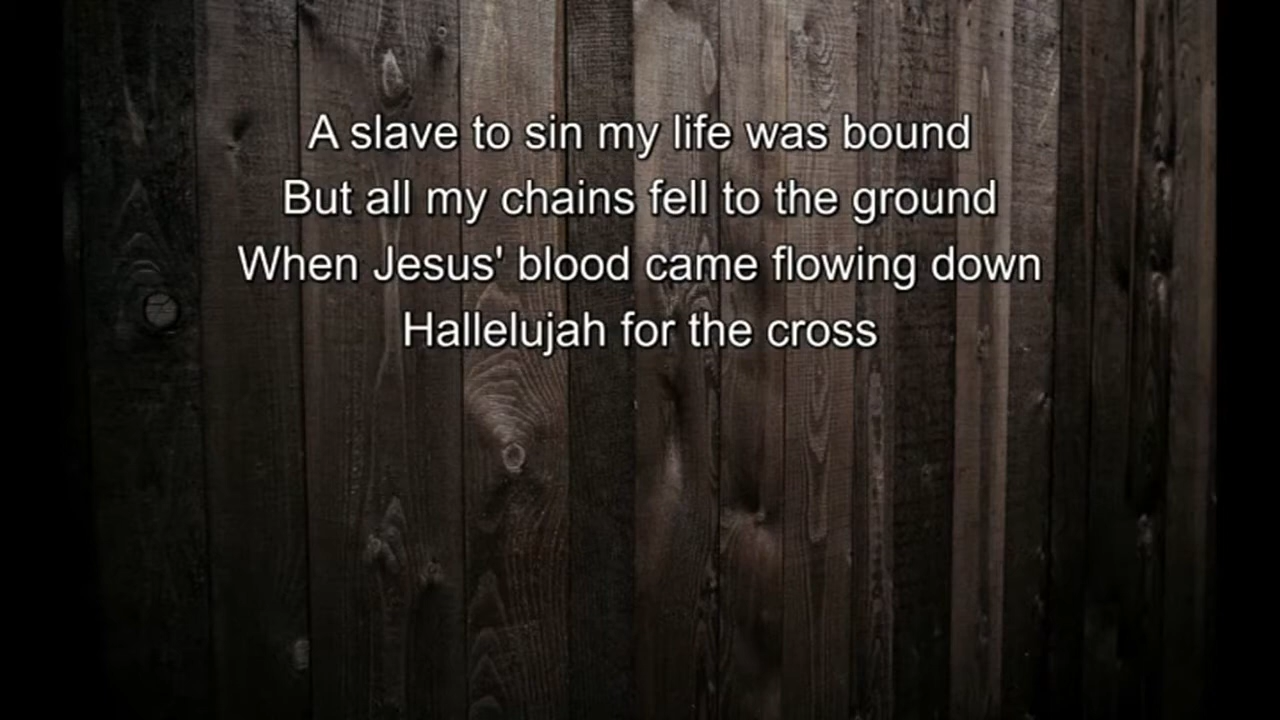 A slave to sin my life was bound
But all my chains fell to the ground
When Jesus' blood came flowing down
Hallelujah for the cross